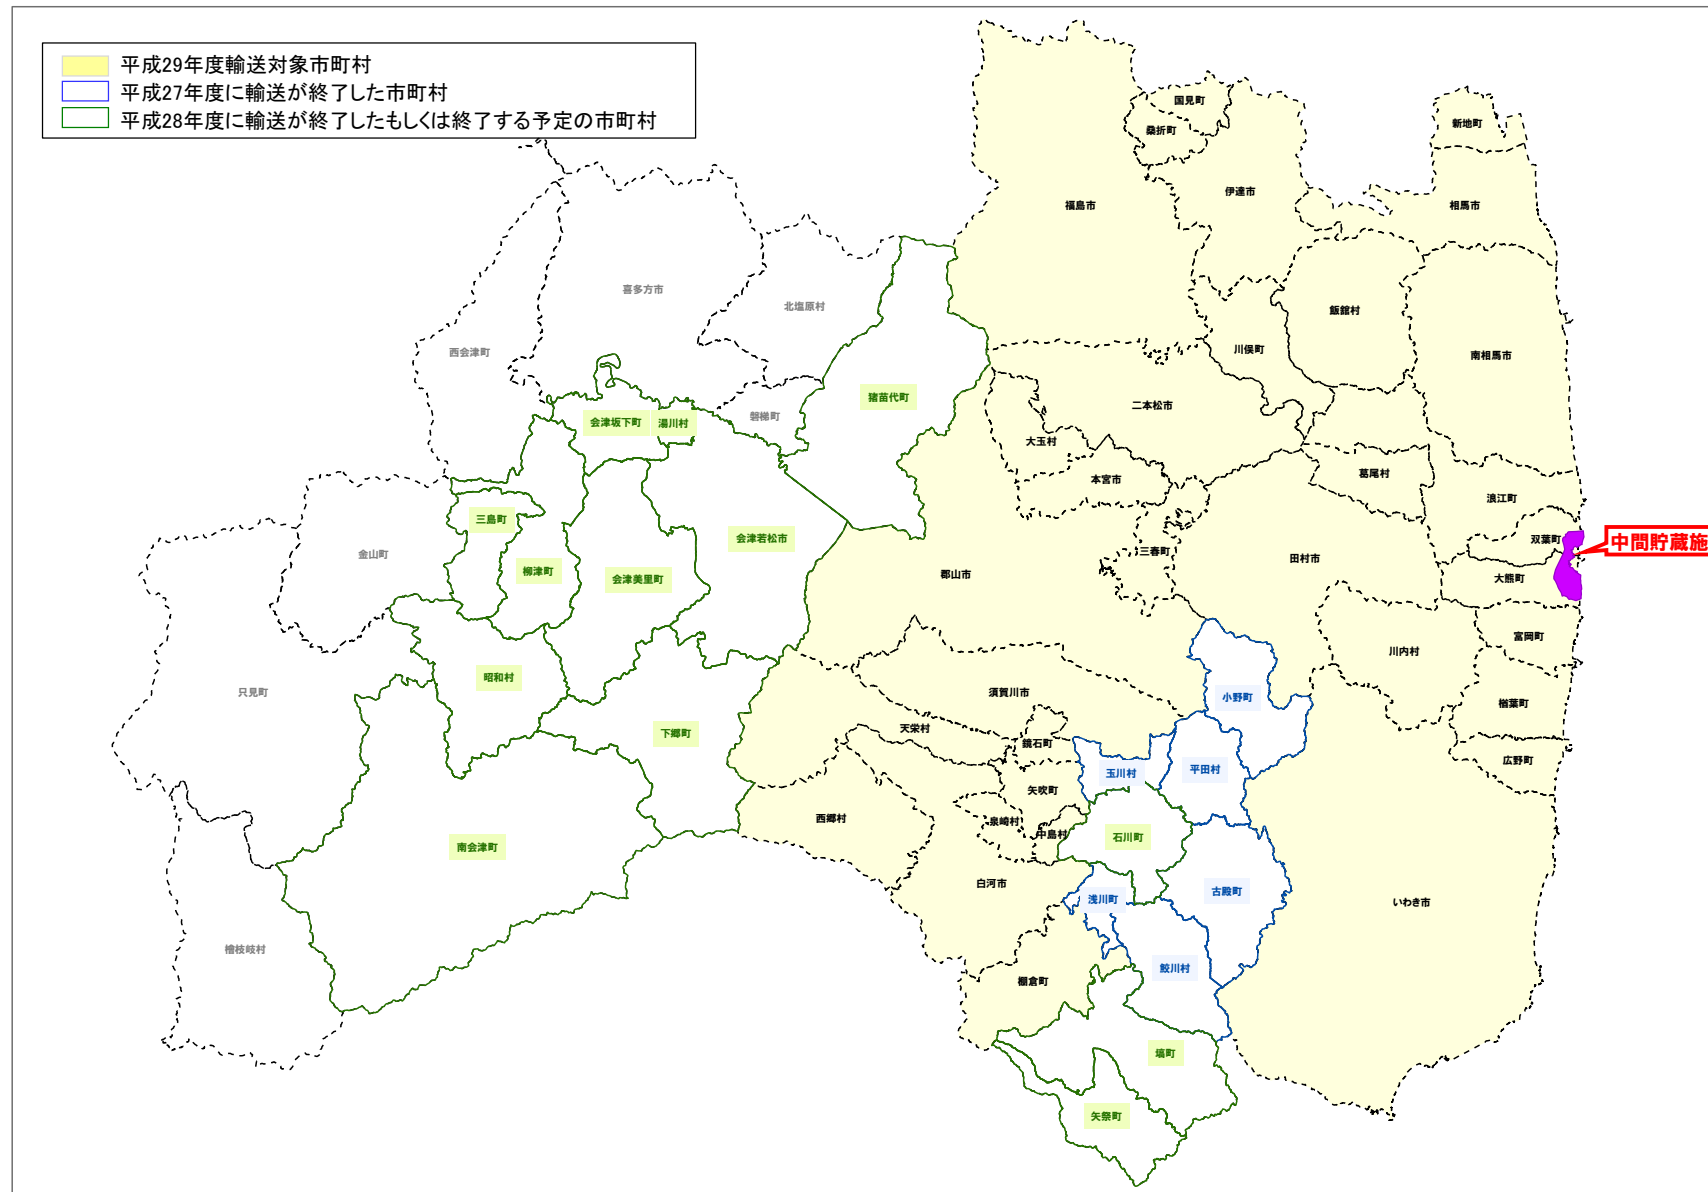 平成29年度輸送対象市町村
平成27年度に輸送が終了した市町村
平成28年度に輸送が終了したもしくは終了する予定の市町村
国見町
桑折町
新地町
伊達市
福島市
相馬市
喜多方市
北塩原村
飯舘村
西会津町
川俣町
南相馬市
猪苗代町
二本松市
磐梯町
会津坂下町
湯川村
大玉村
本宮市
葛尾村
浪江町
三島町
会津若松市
双葉町
中間貯蔵施
金山町
三春町
田村市
柳津町
会津美里町
郡山市
大熊町
富岡町
川内村
昭和村
只見町
須賀川市
小野町
楢葉町
天栄村
下郷町
鏡石町
広野町
玉川村
平田村
矢吹町
西郷村
泉崎村
中島村
石川町
南会津町
白河市
古殿町
浅川町
いわき市
檜枝岐村
鮫川村
棚倉町
塙町
矢祭町